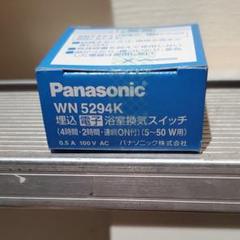 Panasonic
WN 5294K
埋込 電子 浴室換気スイッチ
(4時間・2時間・連続ON付) (5〜50 W用)
0.5 A 100 V AC パナソニック株式会社